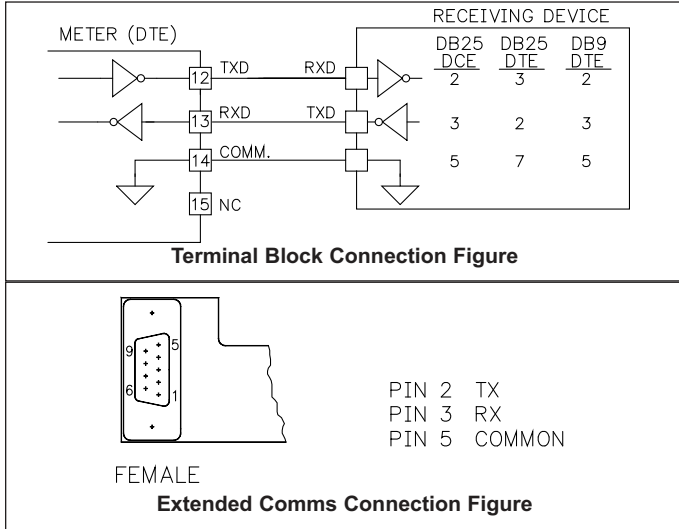 RECEIVING DEVICE
METER (DTE)
DB25 DB25 DB9
DCE DTE DTE
12 TXD RXD 2 3 2
13 RXD TXD 3 2 3
14 COMM. 5 7 5
15 NC
Terminal Block Connection Figure
9 5
6 1
PIN 2 TX
PIN 3 RX
PIN 5 COMMON
FEMALE
Extended Comms Connection Figure